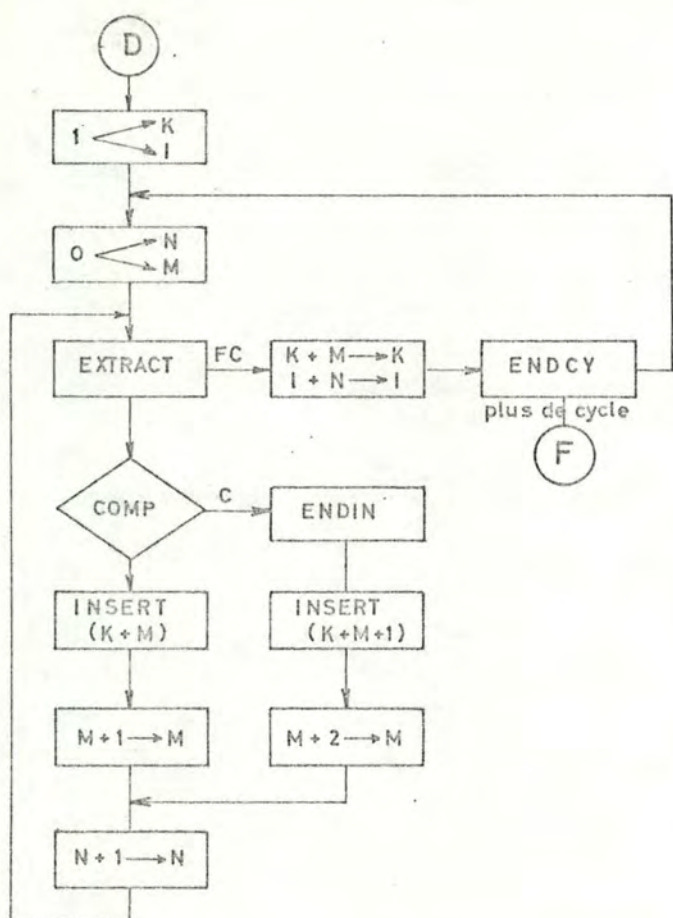 D
1
K
I
0
N
M
EXTRACT
FC
K + M → K
I + N → I
ENDCY
plus de cycle
F
COMP
C
ENDIN
INSERT
(K + M)
INSERT
(K + M + 1)
M + 1 → M
M + 2 → M
N + 1 → N